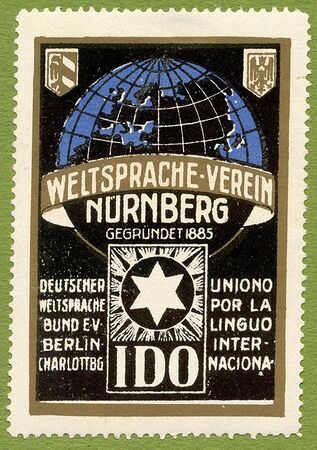 WELTSPRACHE-VEREIN
NÜRNBERG
GEGRÜNDET 1885
DEUTSCHER
WELTSPRACHE
BUND E.V.
BERLIN
CHARLOTTBG
IDO
UNIONO
POR LA
LINGUO
INTER-
NACIONA